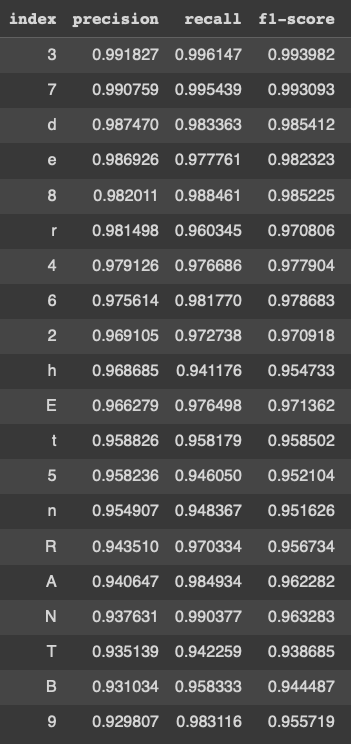 index precision recall f1-score
3 0.991827 0.996147 0.993982
7 0.990759 0.995439 0.993093
d 0.987470 0.983363 0.985412
e 0.986926 0.977761 0.982323
8 0.982011 0.988461 0.985225
r 0.981498 0.960345 0.970806
4 0.979126 0.976686 0.977904
6 0.975614 0.981770 0.978683
2 0.969105 0.972738 0.970918
h 0.968685 0.941176 0.954733
E 0.966279 0.976498 0.971362
t 0.958826 0.958179 0.958502
5 0.958236 0.946050 0.952104
n 0.954907 0.948367 0.951626
R 0.943510 0.970334 0.956734
A 0.940647 0.984934 0.962282
N 0.937631 0.990377 0.963283
T 0.935139 0.942259 0.938685
B 0.931034 0.958333 0.944487
9 0.929807 0.983116 0.955719